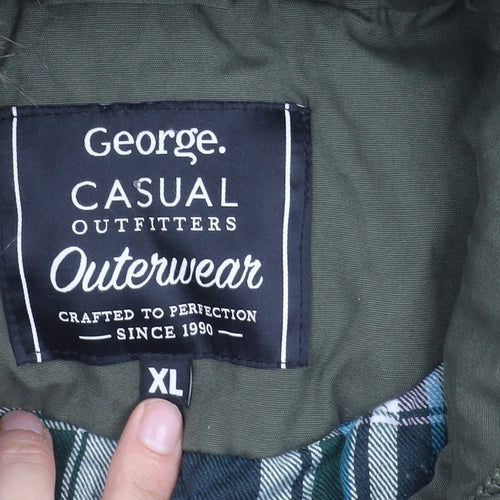 George.
CASUAL
OUTFITTERS
Outerwear
CRAFTED TO PERFECTION
— SINCE 1990 —
XL